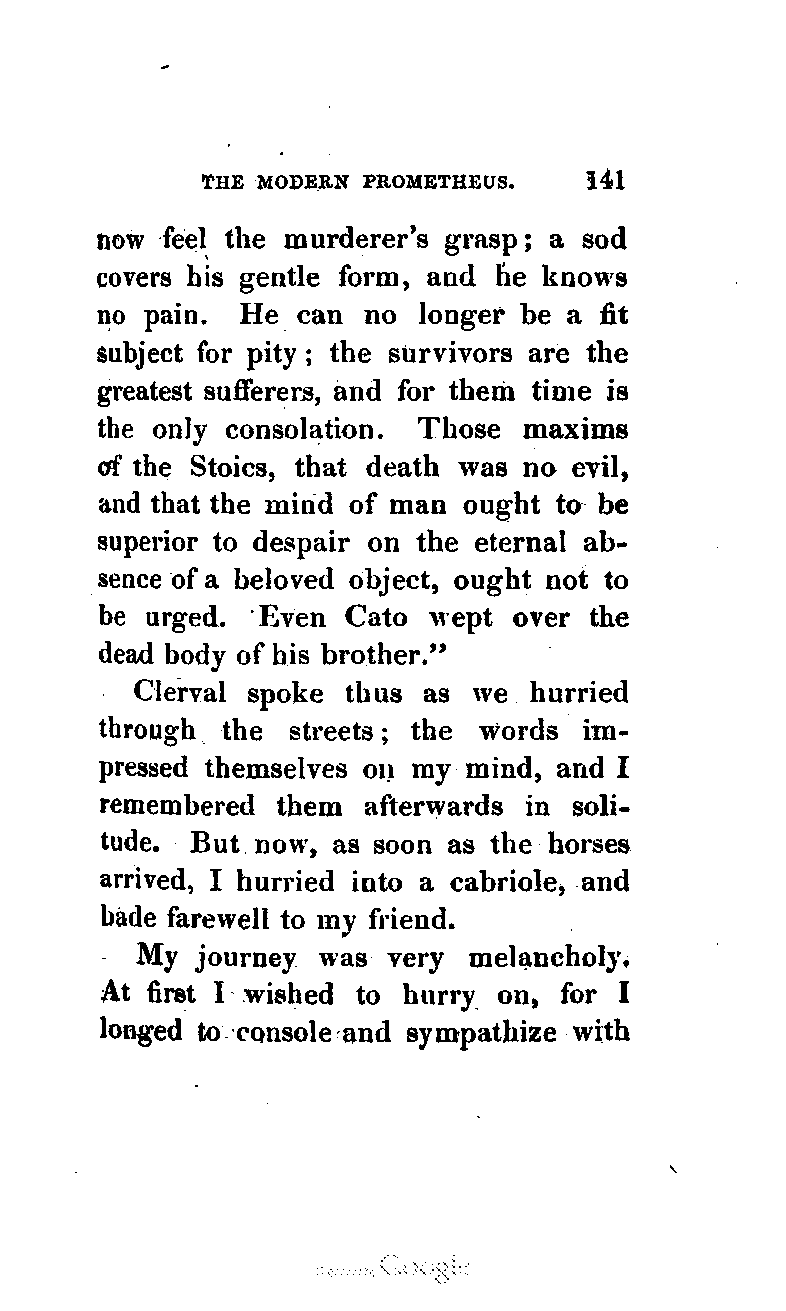 THE MODERN PROMETHEUS. 141
now feel the murderer's grasp; a sod
covers his gentle form, and he knows
no pain. He can no longer be a fit
subject for pity; the survivors are the
greatest sufferers, and for them time is
the only consolation. Those maxims
of the Stoics, that death was no evil,
and that the mind of man ought to be
superior to despair on the eternal ab-
sence of a beloved object, ought not to
be urged. Even Cato wept over the
dead body of his brother."
Clerval spoke thus as we hurried
through the streets; the words im-
pressed themselves on my mind, and I
remembered them afterwards in soli-
tude. But now, as soon as the horses
arrived, I hurried into a cabriole, and
bade farewell to my friend.
My journey was very melancholy.
At first I wished to hurry on, for I
longed to console and sympathize with
Google